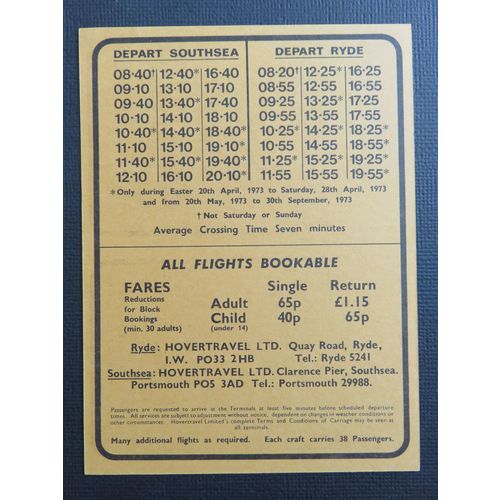 DEPART SOUTHSEA DEPART RYDE
08·40† 12·40* 16·40 08·20† 12·25* 16·25
09·10 13·10 17·10 08·55 12·55 16·55
09·40 13·40* 17·40 09·25 13·25* 17·25
10·10 14·10 18·10 09·55 13·55 17·55
10·40* 14·40* 18·40* 10·25* 14·25* 18·25*
11·10 15·10 19·10* 10·55 14·55 18·55*
11·40* 15·40* 19·40* 11·25* 15·25* 19·25*
12·10 16·10 20·10* 11·55 15·55 19·55*
*Only during Easter 20th April, 1973 to Saturday, 28th April, 1973
and from 20th May, 1973 to 30th September, 1973
† Not Saturday or Sunday
Average Crossing Time Seven minutes
ALL FLIGHTS BOOKABLE
FARES Single Return
Reductions
for Block Adult 65p £1.15
Bookings Child 40p 65p
(min. 30 adults) (under 14)
Ryde: HOVERTRAVEL LTD. Quay Road, Ryde,
I.W. PO33 2HB Tel.: Ryde 5241
Southsea: HOVERTRAVEL LTD. Clarence Pier, Southsea.
Portsmouth PO5 3AD Tel.: Portsmouth 29988.
Passengers are requested to arrive at the Terminals at least five minutes before scheduled departure
times. All services are subject to adjustment without notice, dependent on changes in weather conditions or
other circumstances. Hovertravel Limited's complete Terms and Conditions of Carriage may be seen at
all terminals.
Many additional flights as required. Each craft carries 38 Passengers.